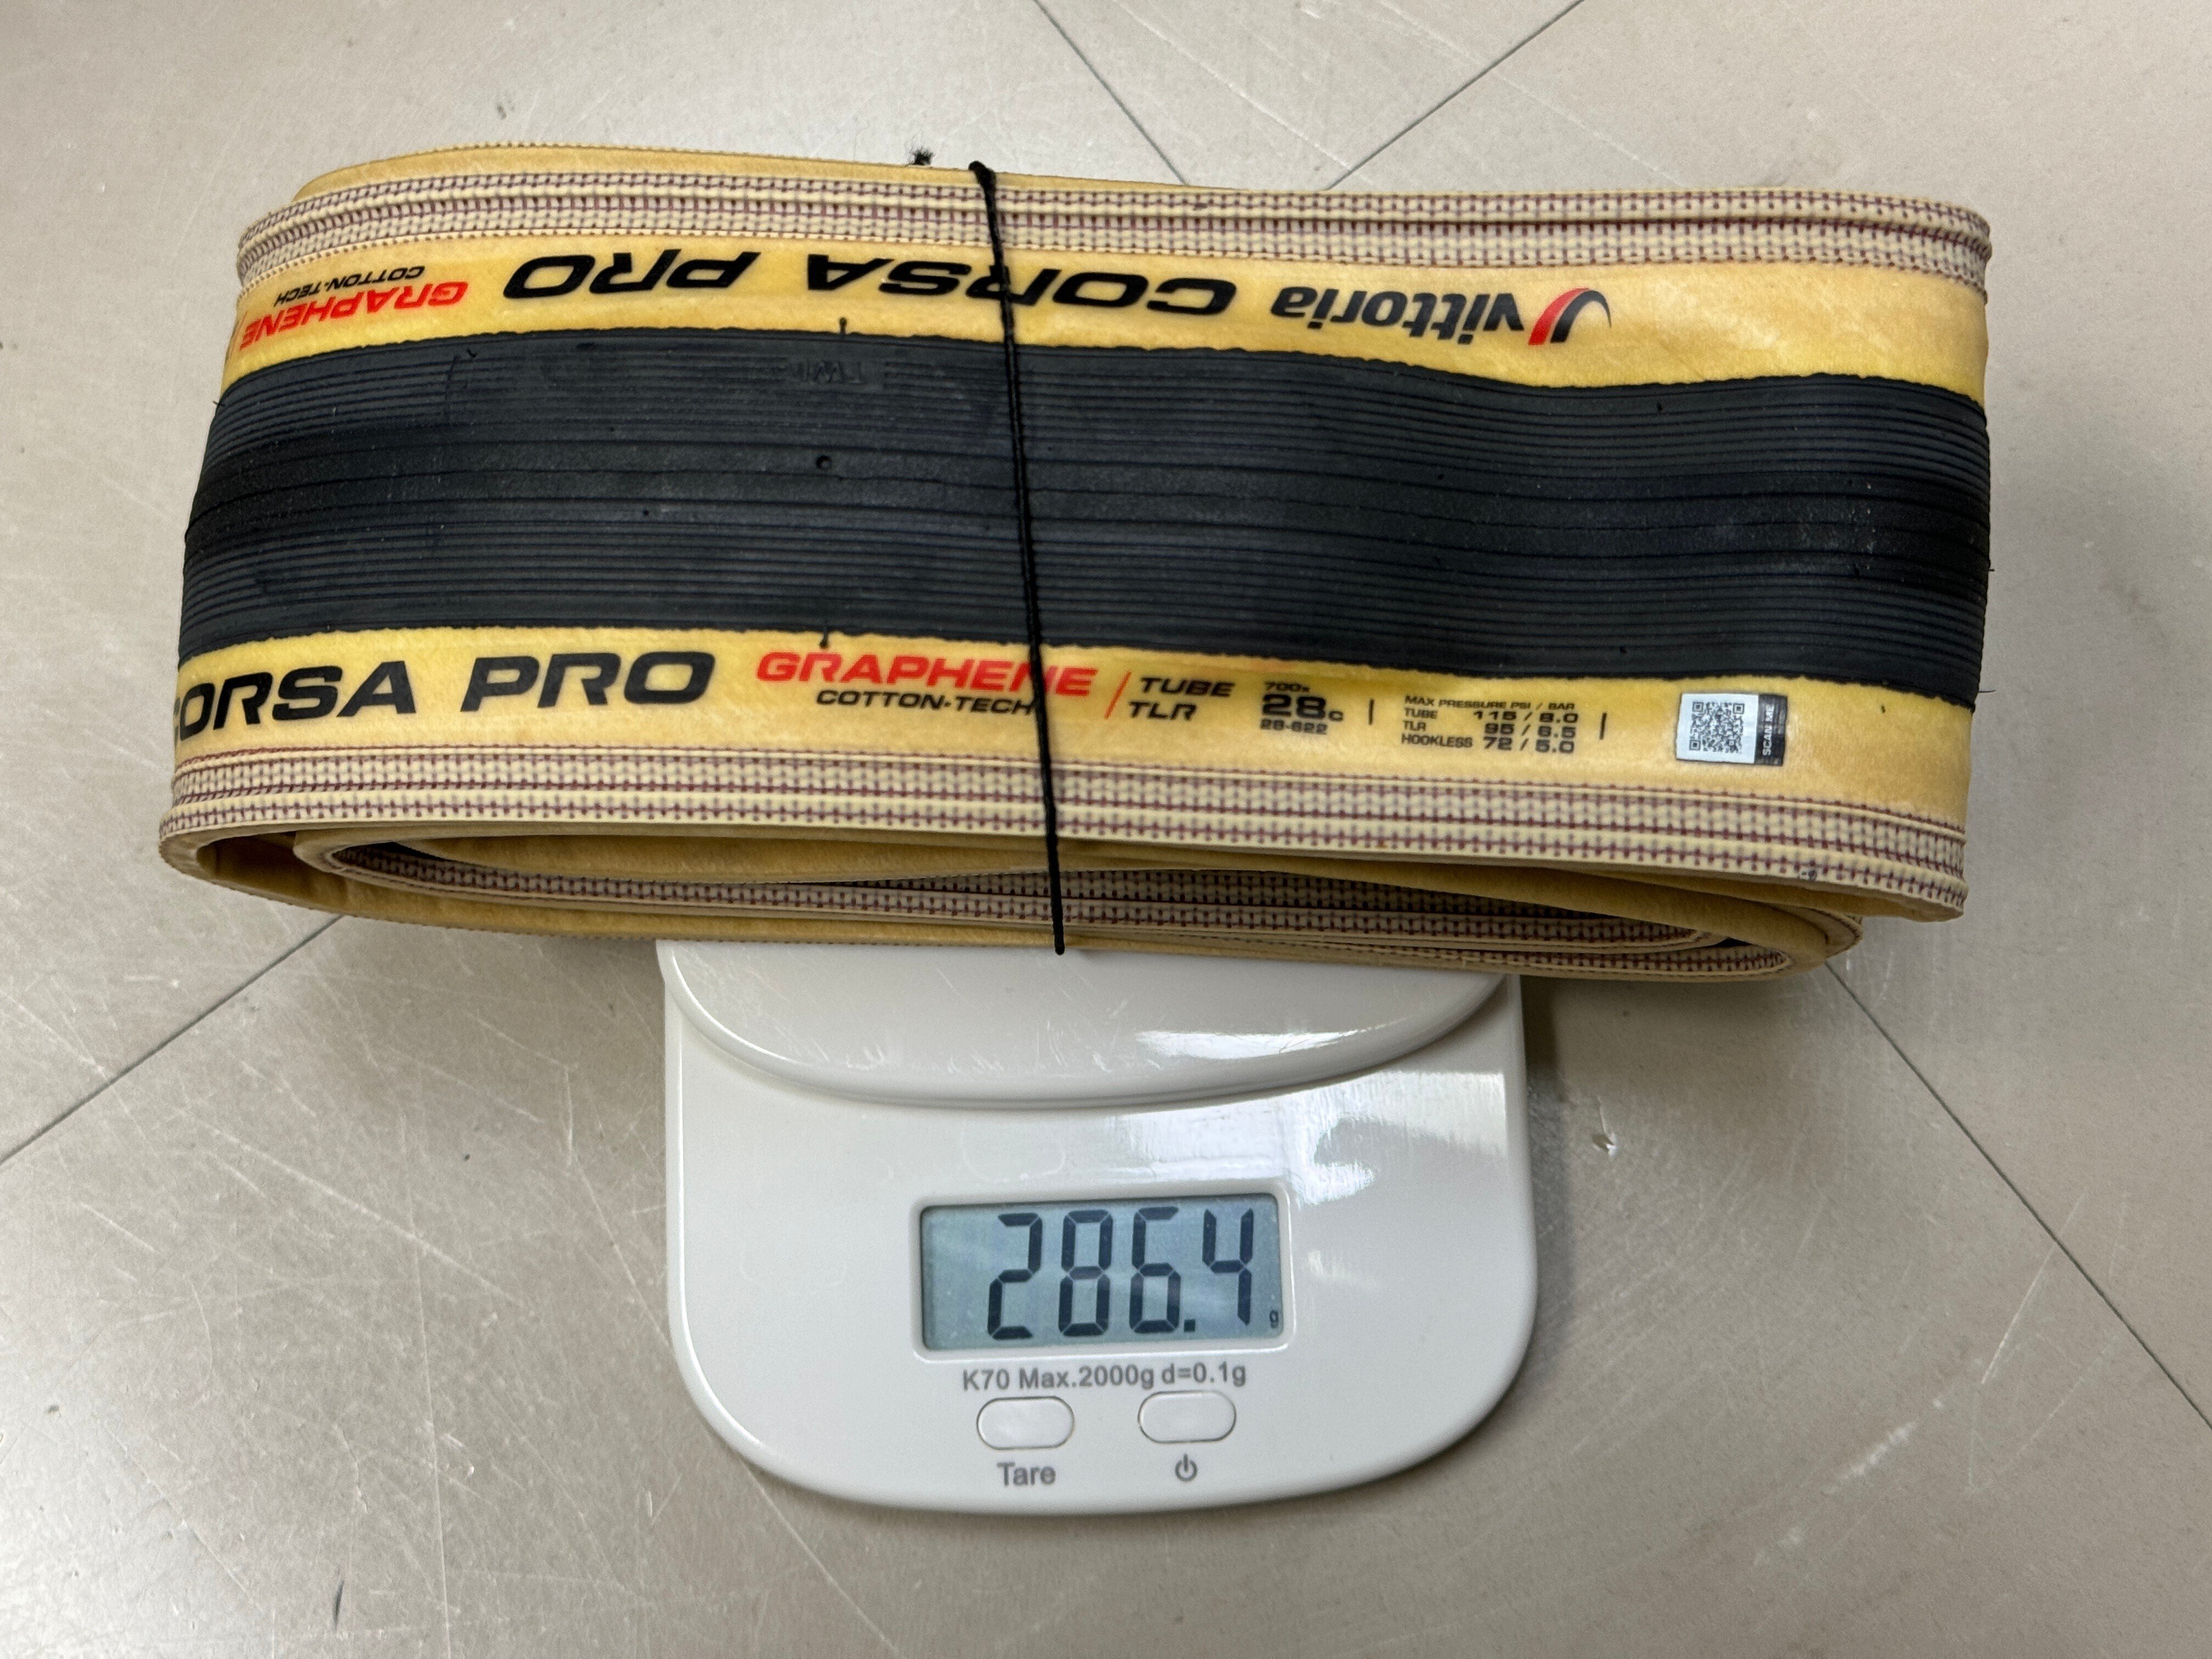 vittoria CORSA PRO GRAPHENE
COTTON-TECH
TWI
CORSA PRO
GRAPHENE
COTTON-TECH
TUBE
TLR
700x
28c
28-622
MAX PRESSURE PSI / BAR
TUBE 115 / 8.0
TLR 95 / 6.5
HOOKLESS 72 / 5.0
SCAN ME
286.4 g
K70 Max.2000g d=0.1g
Tare